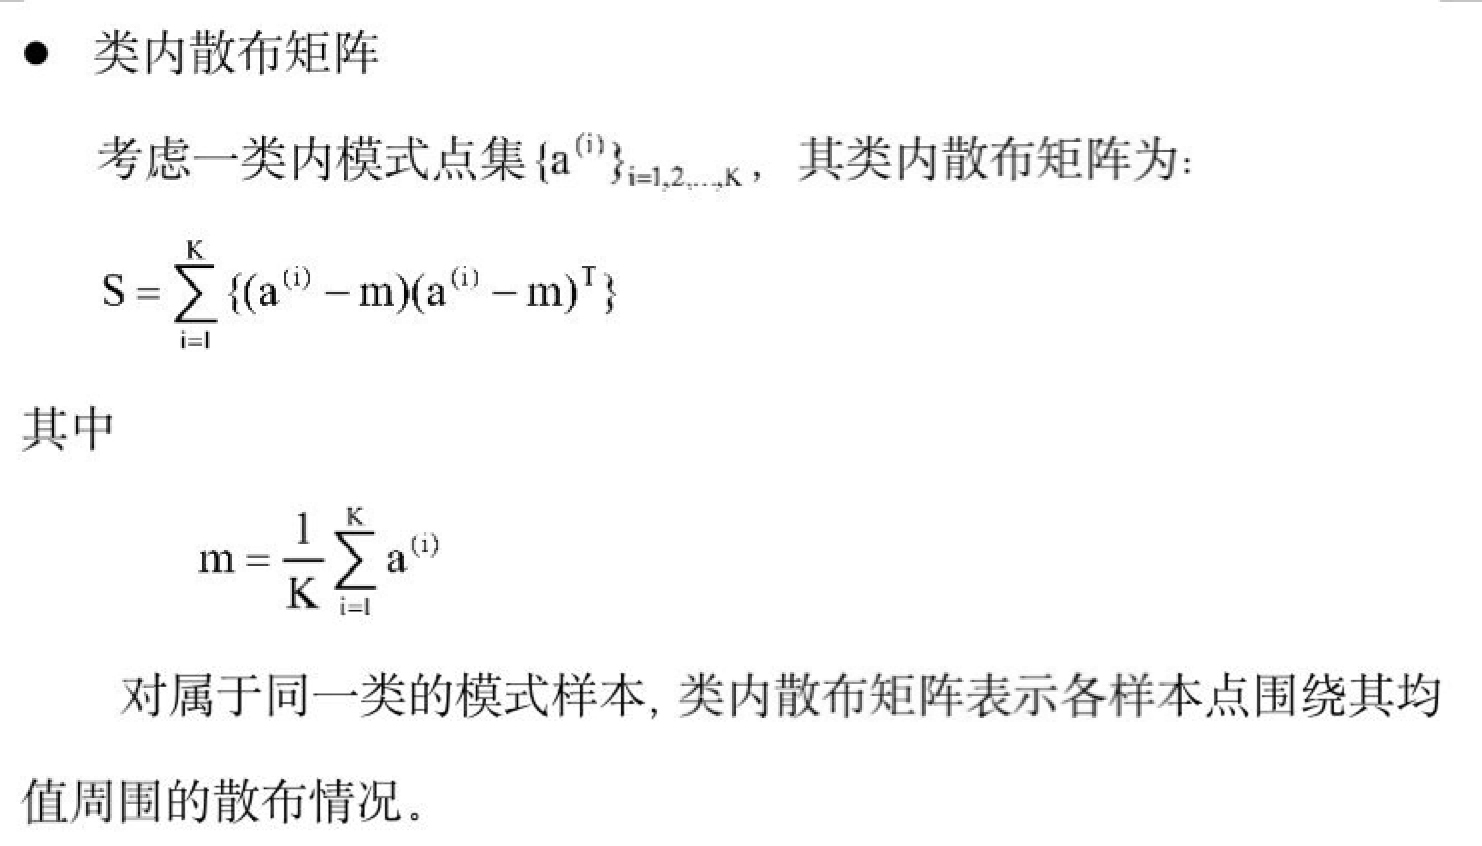 ● 类内散布矩阵
考虑一类内模式点集{a⁽ⁱ⁾}ᵢ₌₁,₂,…,K，其类内散布矩阵为：
S = ∑_{i=1}^{K} {(a^{(i)} − m)(a^{(i)} − m)^T}
其中
m = \frac{1}{K} ∑_{i=1}^{K} a^{(i)}
对属于同一类的模式样本, 类内散布矩阵表示各样本点围绕其均
值周围的散布情况。